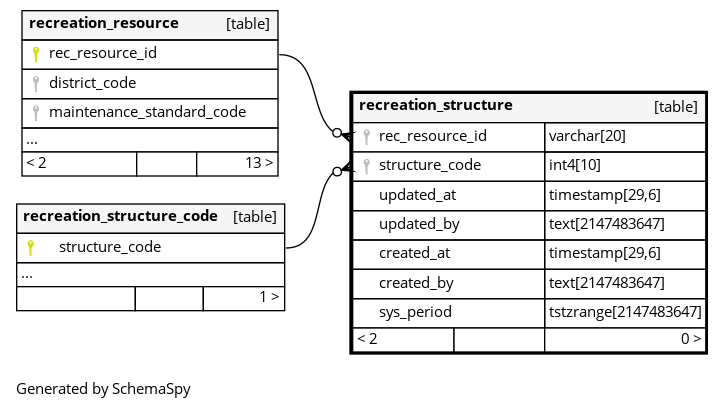 recreation_resource [table]
rec_resource_id
district_code
maintenance_standard_code
...
< 2 13 >
recreation_structure_code [table]
structure_code
...
1 >
recreation_structure [table]
rec_resource_id varchar[20]
structure_code int4[10]
updated_at timestamp[29,6]
updated_by text[2147483647]
created_at timestamp[29,6]
created_by text[2147483647]
sys_period tstzrange[2147483647]
< 2 0 >
Generated by SchemaSpy